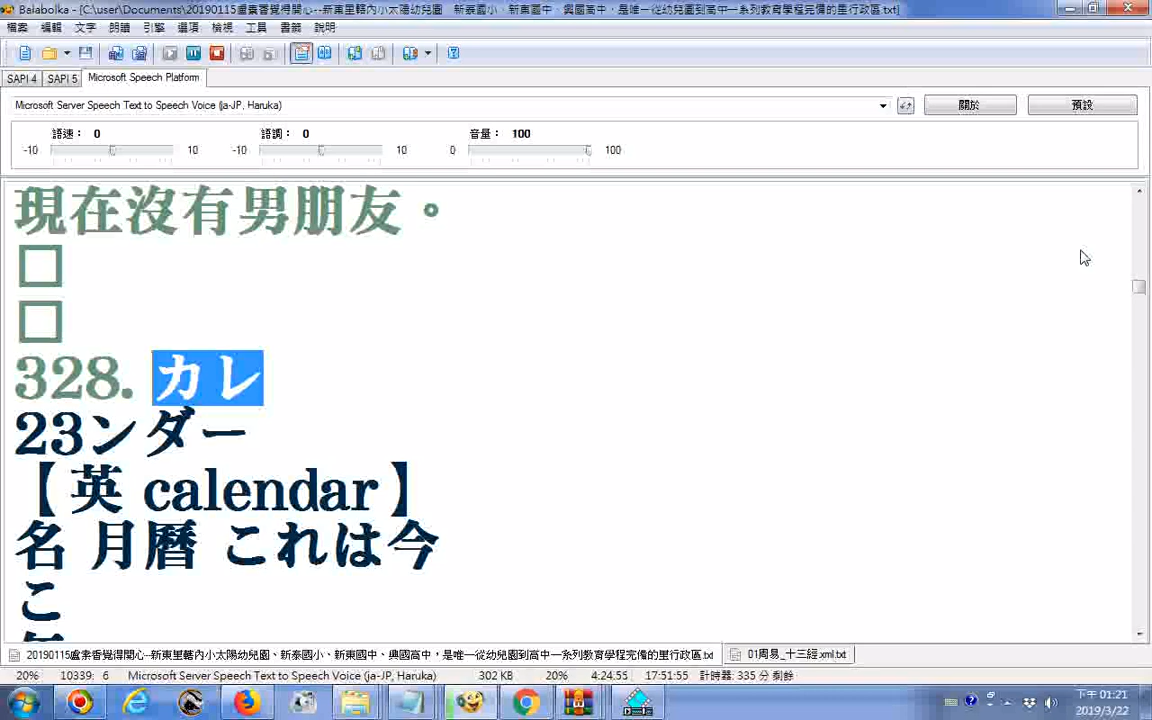 Balabolka - [C:\user\Documents\20190115盧素香覺得開心--新東里轄內小太陽幼兒園、新泰國小、新東國中、興國高中，是唯一從幼兒園到高中一系列教育學程完備的里行政區.txt]
檔案 編輯 文字 朗讀 引擎 選項 檢視 工具 書籤 說明
SAPI 4 SAPI 5 Microsoft Speech Platform
Microsoft Server Speech Text to Speech Voice (ja-JP, Haruka) 關於 預設
語速： 0 語調： 0 音量： 100
-10 10 -10 10 0 100
現在沒有男朋友。
□
□
328. カレ
23ンダー
【英 calendar】
名 月曆 これは今
こ
20190115盧素香覺得開心--新東里轄內小太陽幼兒園、新泰國小、新東國中、興國高中，是唯一從幼兒園到高中一系列教育學程完備的里行政區.txt 01周易_十三經.xml.txt
20% 10339: 6 Microsoft Server Speech Text to Speech Voice (ja-JP, Haruka) 302 KB 20% 4:24:55 17:51:55 計時器: 335 分 剩餘
下午 01:21
2019/3/22